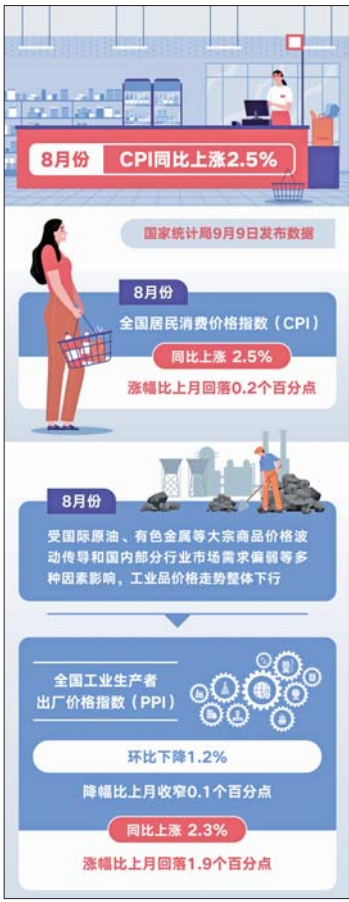 8月份 CPI同比上涨2.5%
国家统计局9月9日发布数据
8月份
全国居民消费价格指数（CPI）
同比上涨 2.5%
涨幅比上月回落0.2个百分点
8月份
受国际原油、有色金属等大宗商品价格波
动传导和国内部分行业市场需求偏弱等多
种因素影响，工业品价格走势整体下行
全国工业生产者
出厂价格指数（PPI）
环比下降1.2%
降幅比上月收窄0.1个百分点
同比上涨 2.3%
涨幅比上月回落1.9个百分点